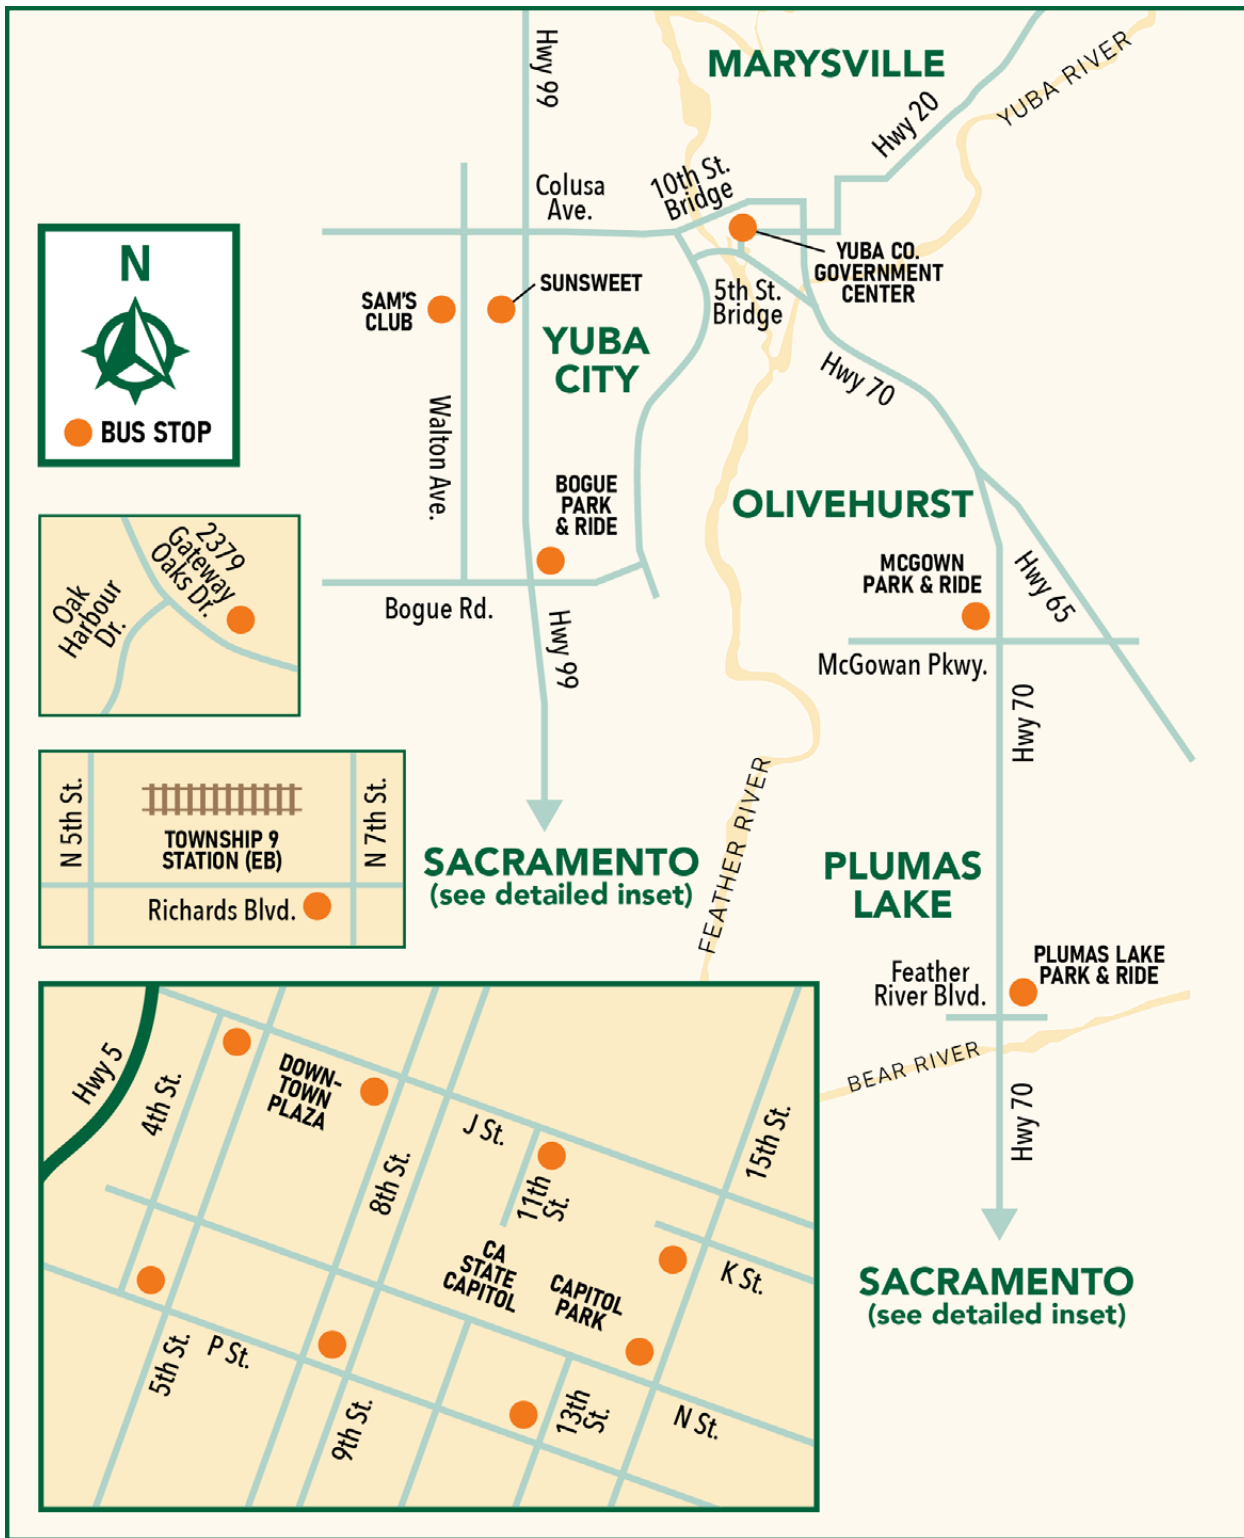 Hwy 99
MARYSVILLE
YUBA RIVER
Hwy 20
Colusa
Ave.
10th St.
Bridge
N
BUS STOP
SAM'S
CLUB
SUNSWEET
YUBA CO.
GOVERNMENT
CENTER
5th St.
Bridge
YUBA
CITY
Hwy 70
Walton Ave.
BOGUE
PARK
& RIDE
OLIVEHURST
MCGOWN
PARK & RIDE
Hwy 65
Bogue Rd.
Hwy 99
McGowan Pkwy.
Hwy 70
2379
Gateway
Oaks Dr.
Oak
Harbour
Dr.
N 5th St.
TOWNSHIP 9
STATION (EB)
N 7th St.
Richards Blvd.
SACRAMENTO
(see detailed inset)
FEATHER RIVER
PLUMAS
LAKE
Feather
River Blvd.
PLUMAS LAKE
PARK & RIDE
BEAR RIVER
Hwy 70
SACRAMENTO
(see detailed inset)
Hwy 5
4th St.
DOWN-
TOWN
PLAZA
J St.
15th St.
8th St.
11th
St.
CA
STATE
CAPITOL
CAPITOL
PARK
K St.
5th St.
P St.
9th St.
13th
St.
N St.